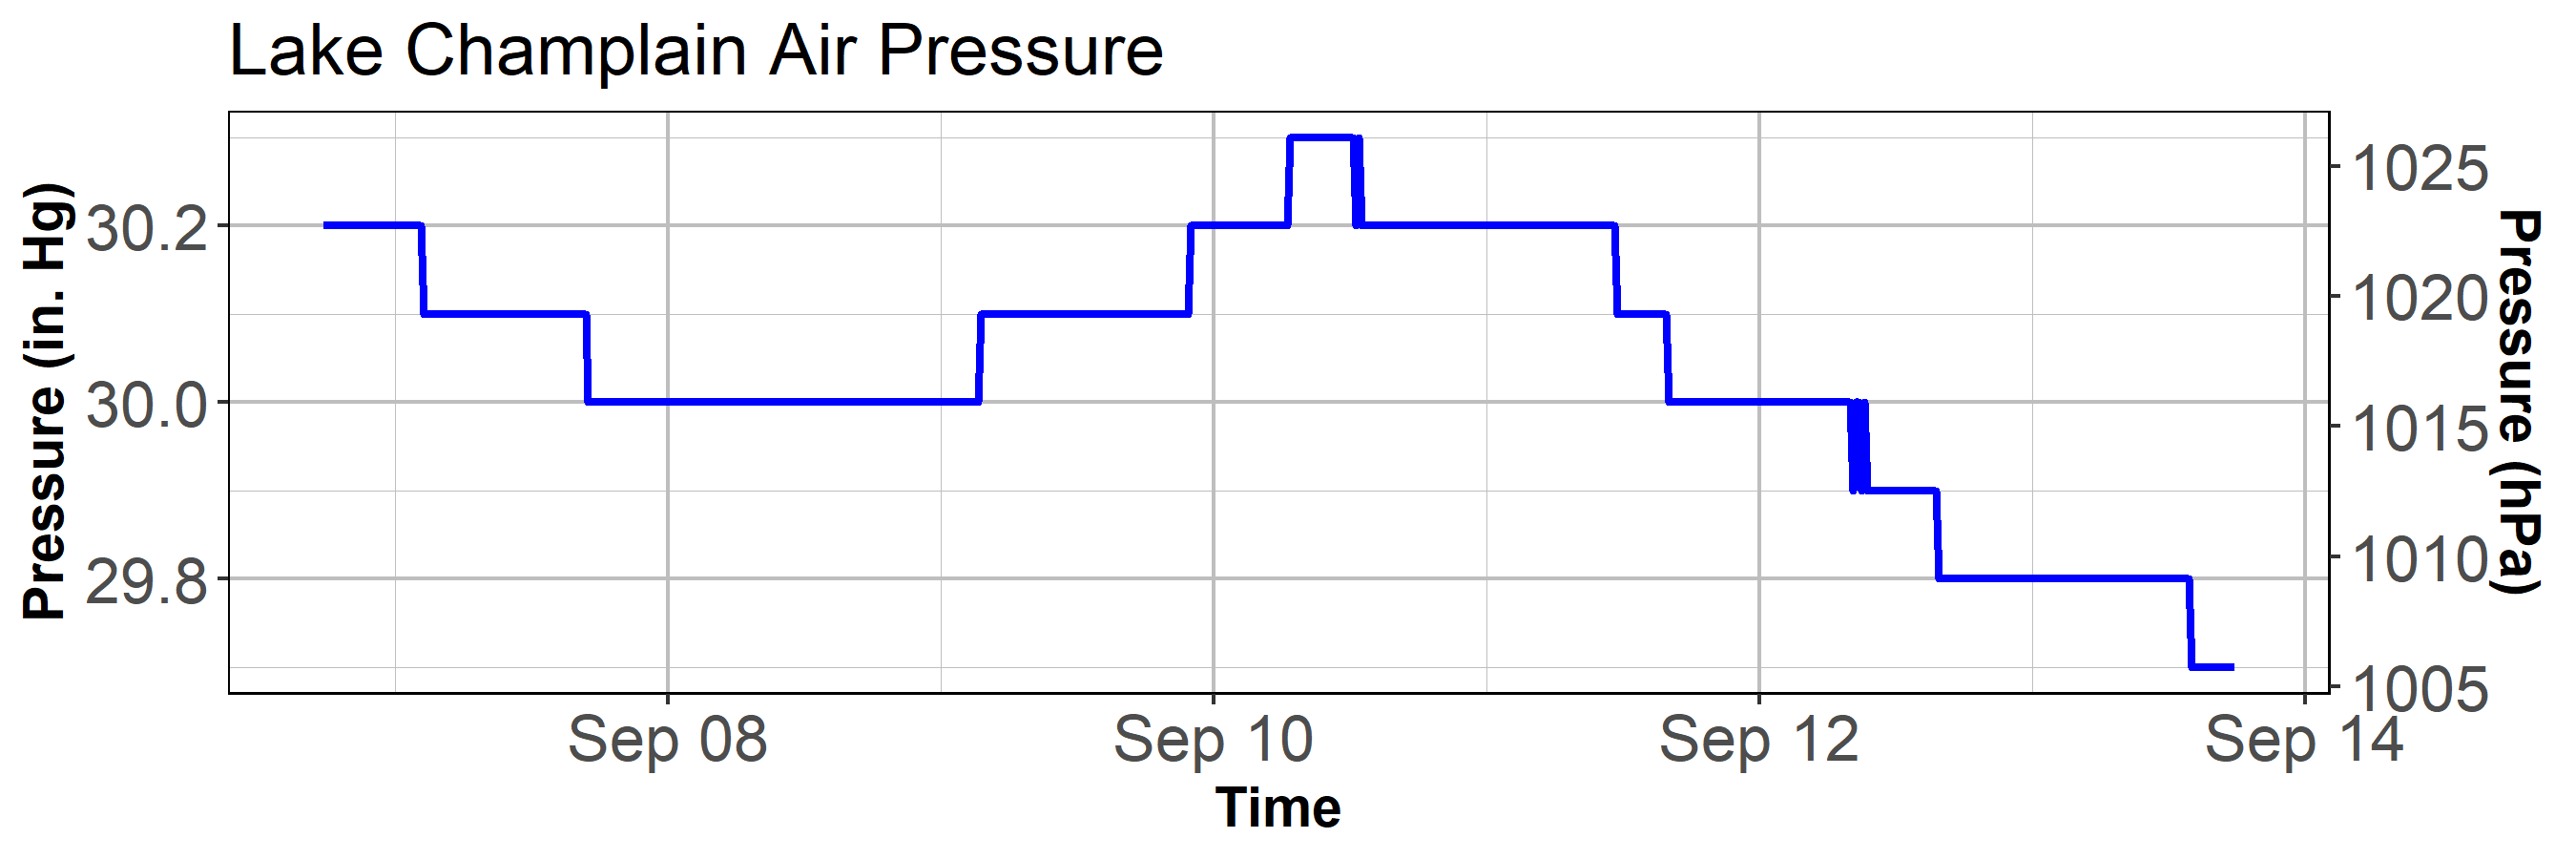 Lake Champlain Air Pressure
Pressure (in. Hg)
30.2
30.0
29.8
1025
1020
1015
1010
1005
Pressure (hPa)
Sep 08
Sep 10
Sep 12
Sep 14
Time